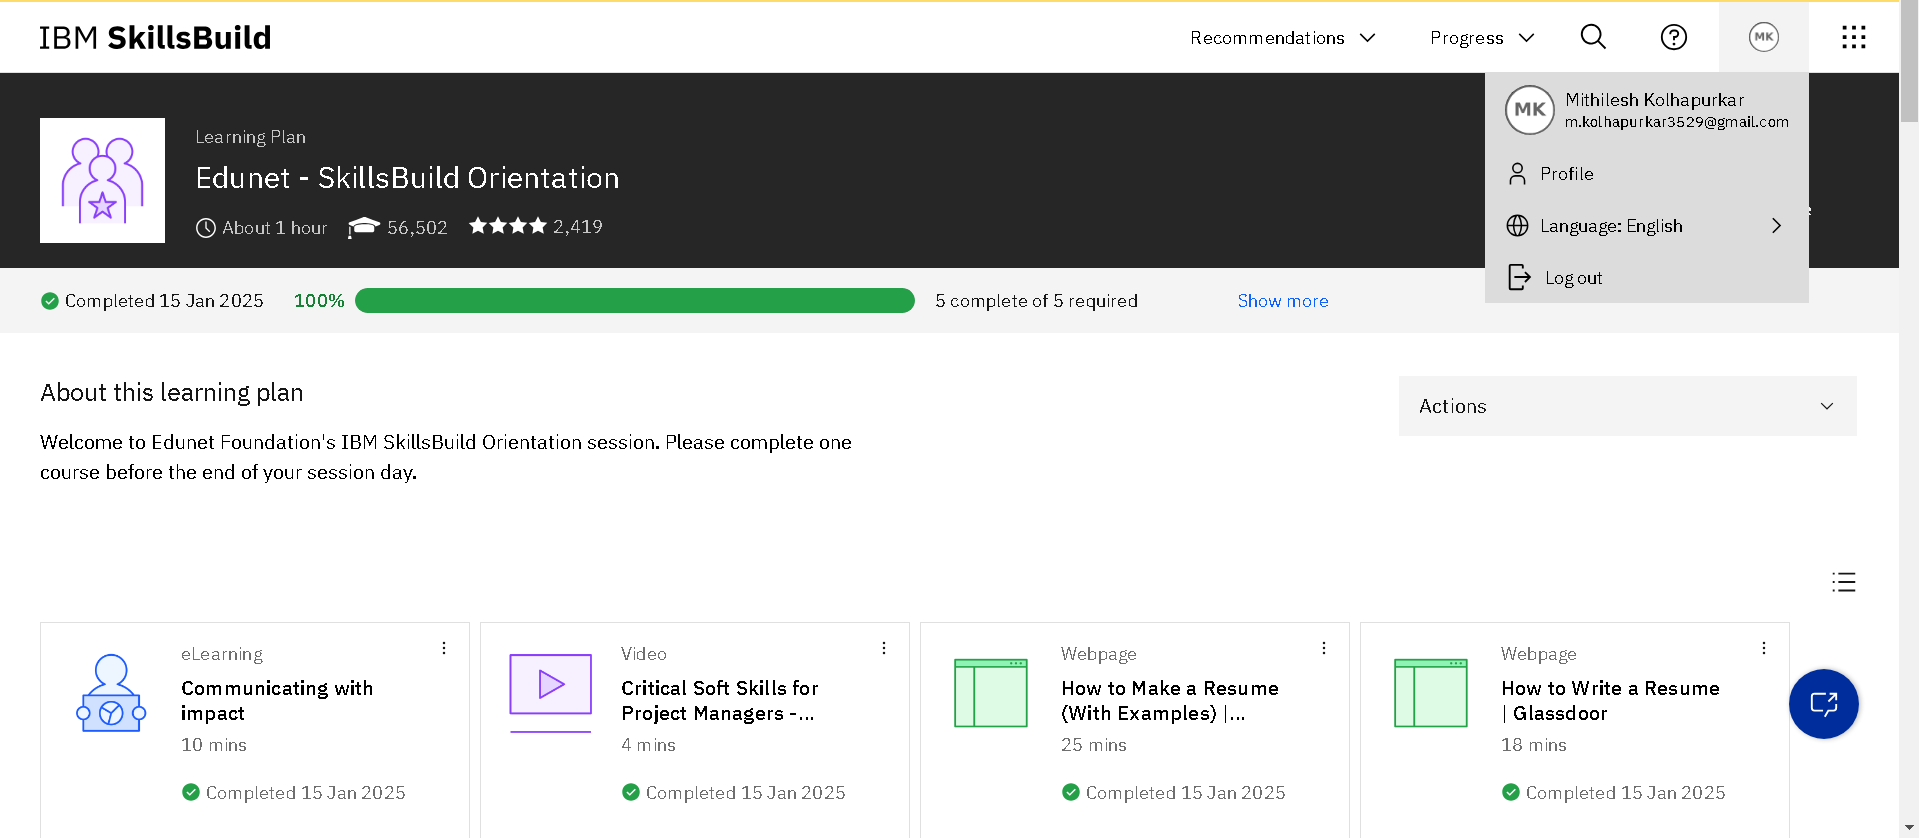 IBM SkillsBuild
Recommendations
Progress
MK
MK
Mithilesh Kolhapurkar
m.kolhapurkar3529@gmail.com
Profile
Language: English
Log out
Learning Plan
Edunet - SkillsBuild Orientation
About 1 hour
56,502
2,419
Completed 15 Jan 2025
100%
5 complete of 5 required
Show more
About this learning plan
Actions
Welcome to Edunet Foundation's IBM SkillsBuild Orientation session. Please complete one
course before the end of your session day.
eLearning
Communicating with
impact
10 mins
Completed 15 Jan 2025
Video
Critical Soft Skills for
Project Managers -...
4 mins
Completed 15 Jan 2025
Webpage
How to Make a Resume
(With Examples) |...
25 mins
Completed 15 Jan 2025
Webpage
How to Write a Resume
| Glassdoor
18 mins
Completed 15 Jan 2025